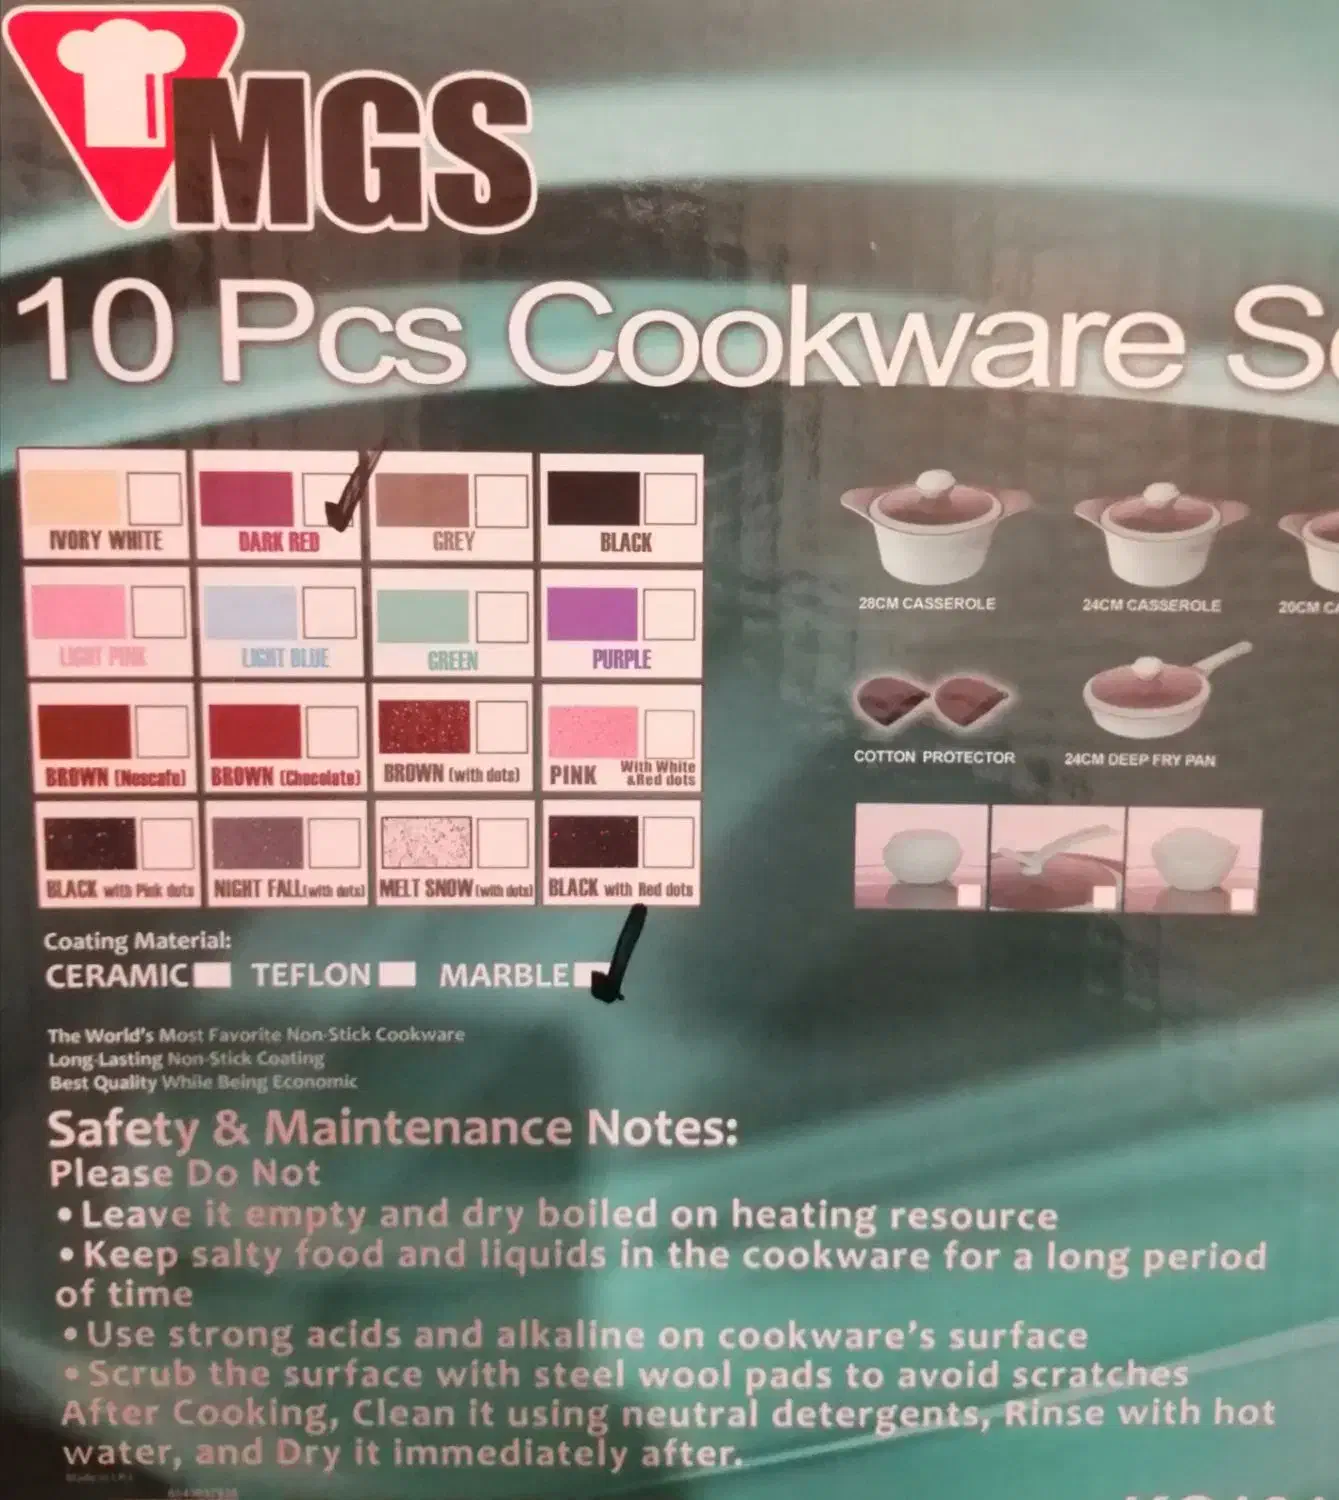 MGS
10 Pcs Cookware
IVORY WHITE DARK RED GREY BLACK
LIGHT PINK LIGHT BLUE GREEN PURPLE
BROWN (Nescafe) BROWN (Chocolate) BROWN (with dots) PINK With White &Red dots
BLACK with Pink dots NIGHT FALL(with dots) MELT SNOW(with dots) BLACK with Red dots
28CM CASSEROLE 24CM CASSEROLE
COTTON PROTECTOR 24CM DEEP FRY PAN
Coating Material:
CERAMIC TEFLON MARBLE
The World's Most Favorite Non-Stick Cookware
Long-Lasting Non-Stick Coating
Best Quality While Being Economic
Safety & Maintenance Notes:
Please Do Not
• Leave it empty and dry boiled on heating resource
• Keep salty food and liquids in the cookware for a long period
of time
• Use strong acids and alkaline on cookware's surface
• Scrub the surface with steel wool pads to avoid scratches
After Cooking, Clean it using neutral detergents, Rinse with hot
water, and Dry it immediately after.